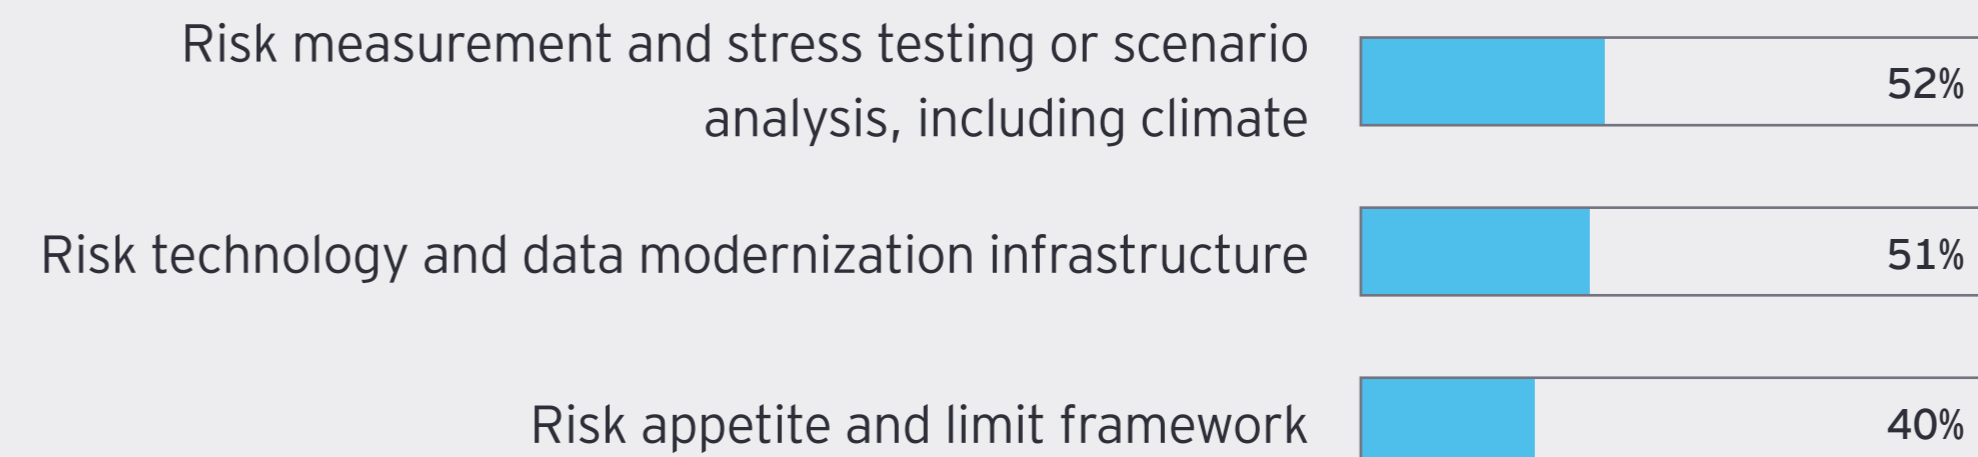 Risk measurement and stress testing or scenario
analysis, including climate
52%
Risk technology and data modernization infrastructure
51%
Risk appetite and limit framework
40%